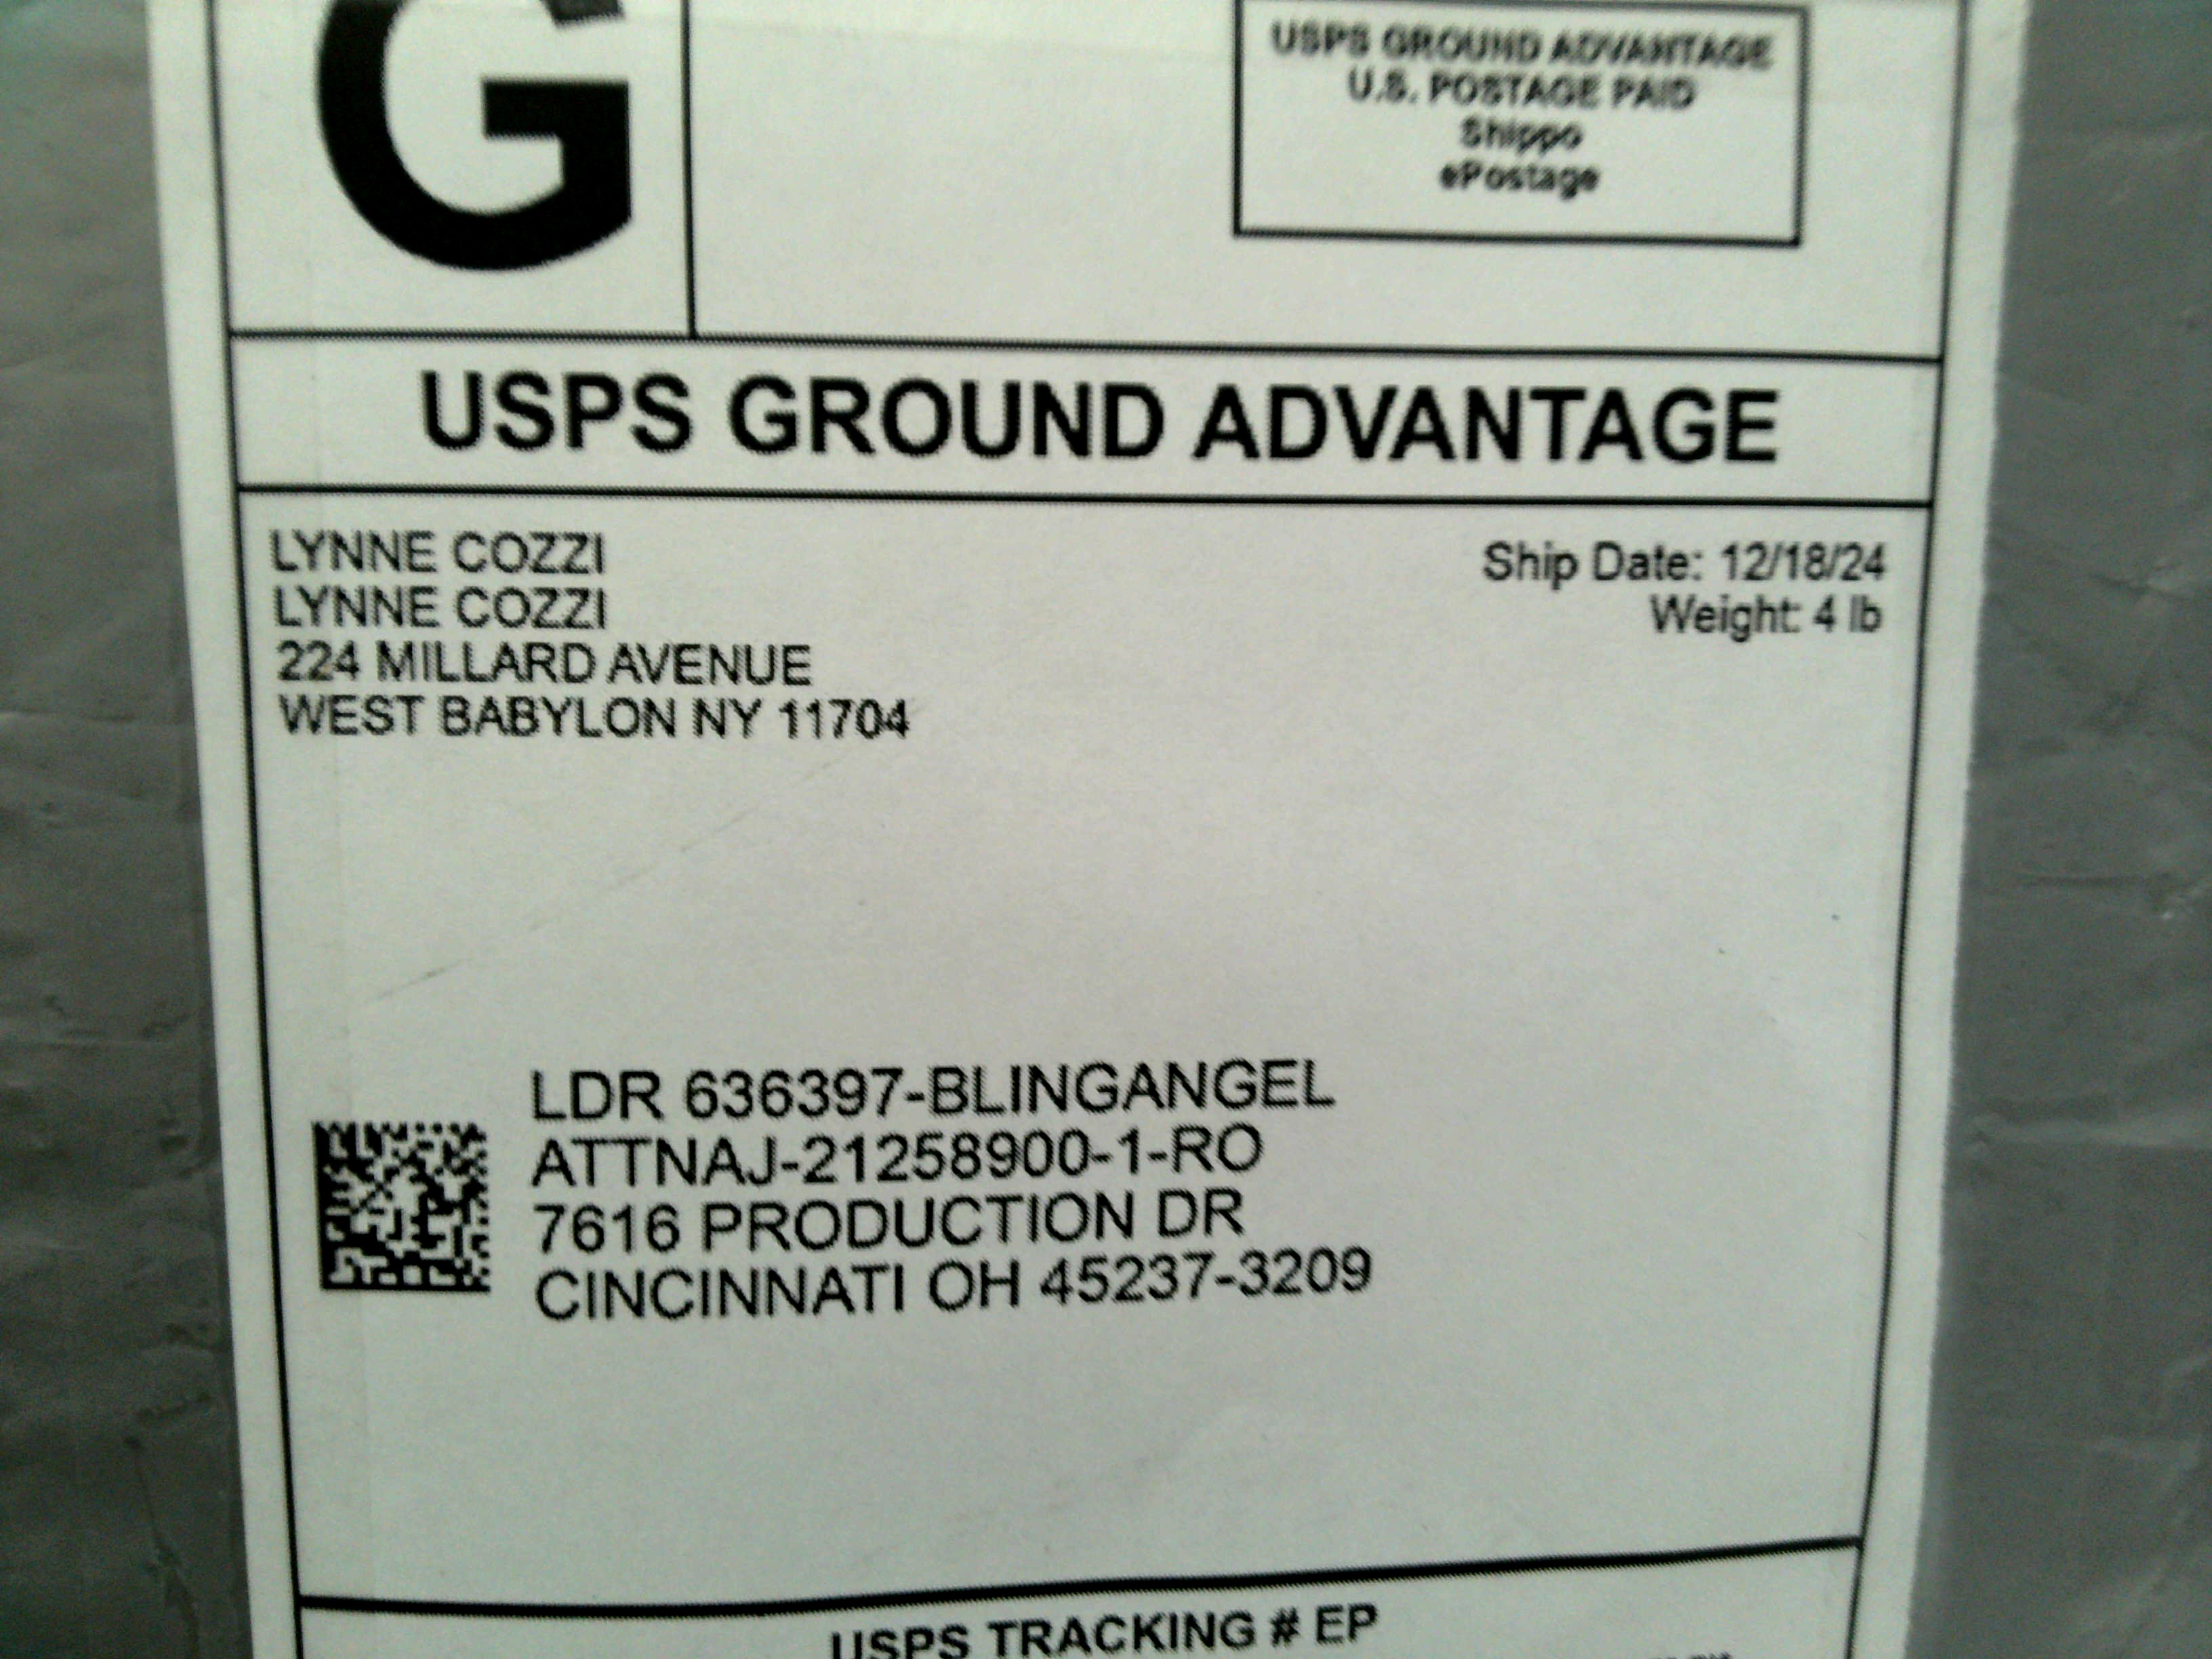 G
USPS GROUND ADVANTAGE
U.S. POSTAGE PAID
Shippo
ePostage
USPS GROUND ADVANTAGE
LYNNE COZZI
LYNNE COZZI
224 MILLARD AVENUE
WEST BABYLON NY 11704
Ship Date: 12/18/24
Weight: 4 lb
LDR 636397-BLINGANGEL
ATTNAJ-21258900-1-RO
7616 PRODUCTION DR
CINCINNATI OH 45237-3209
USPS TRACKING # EP